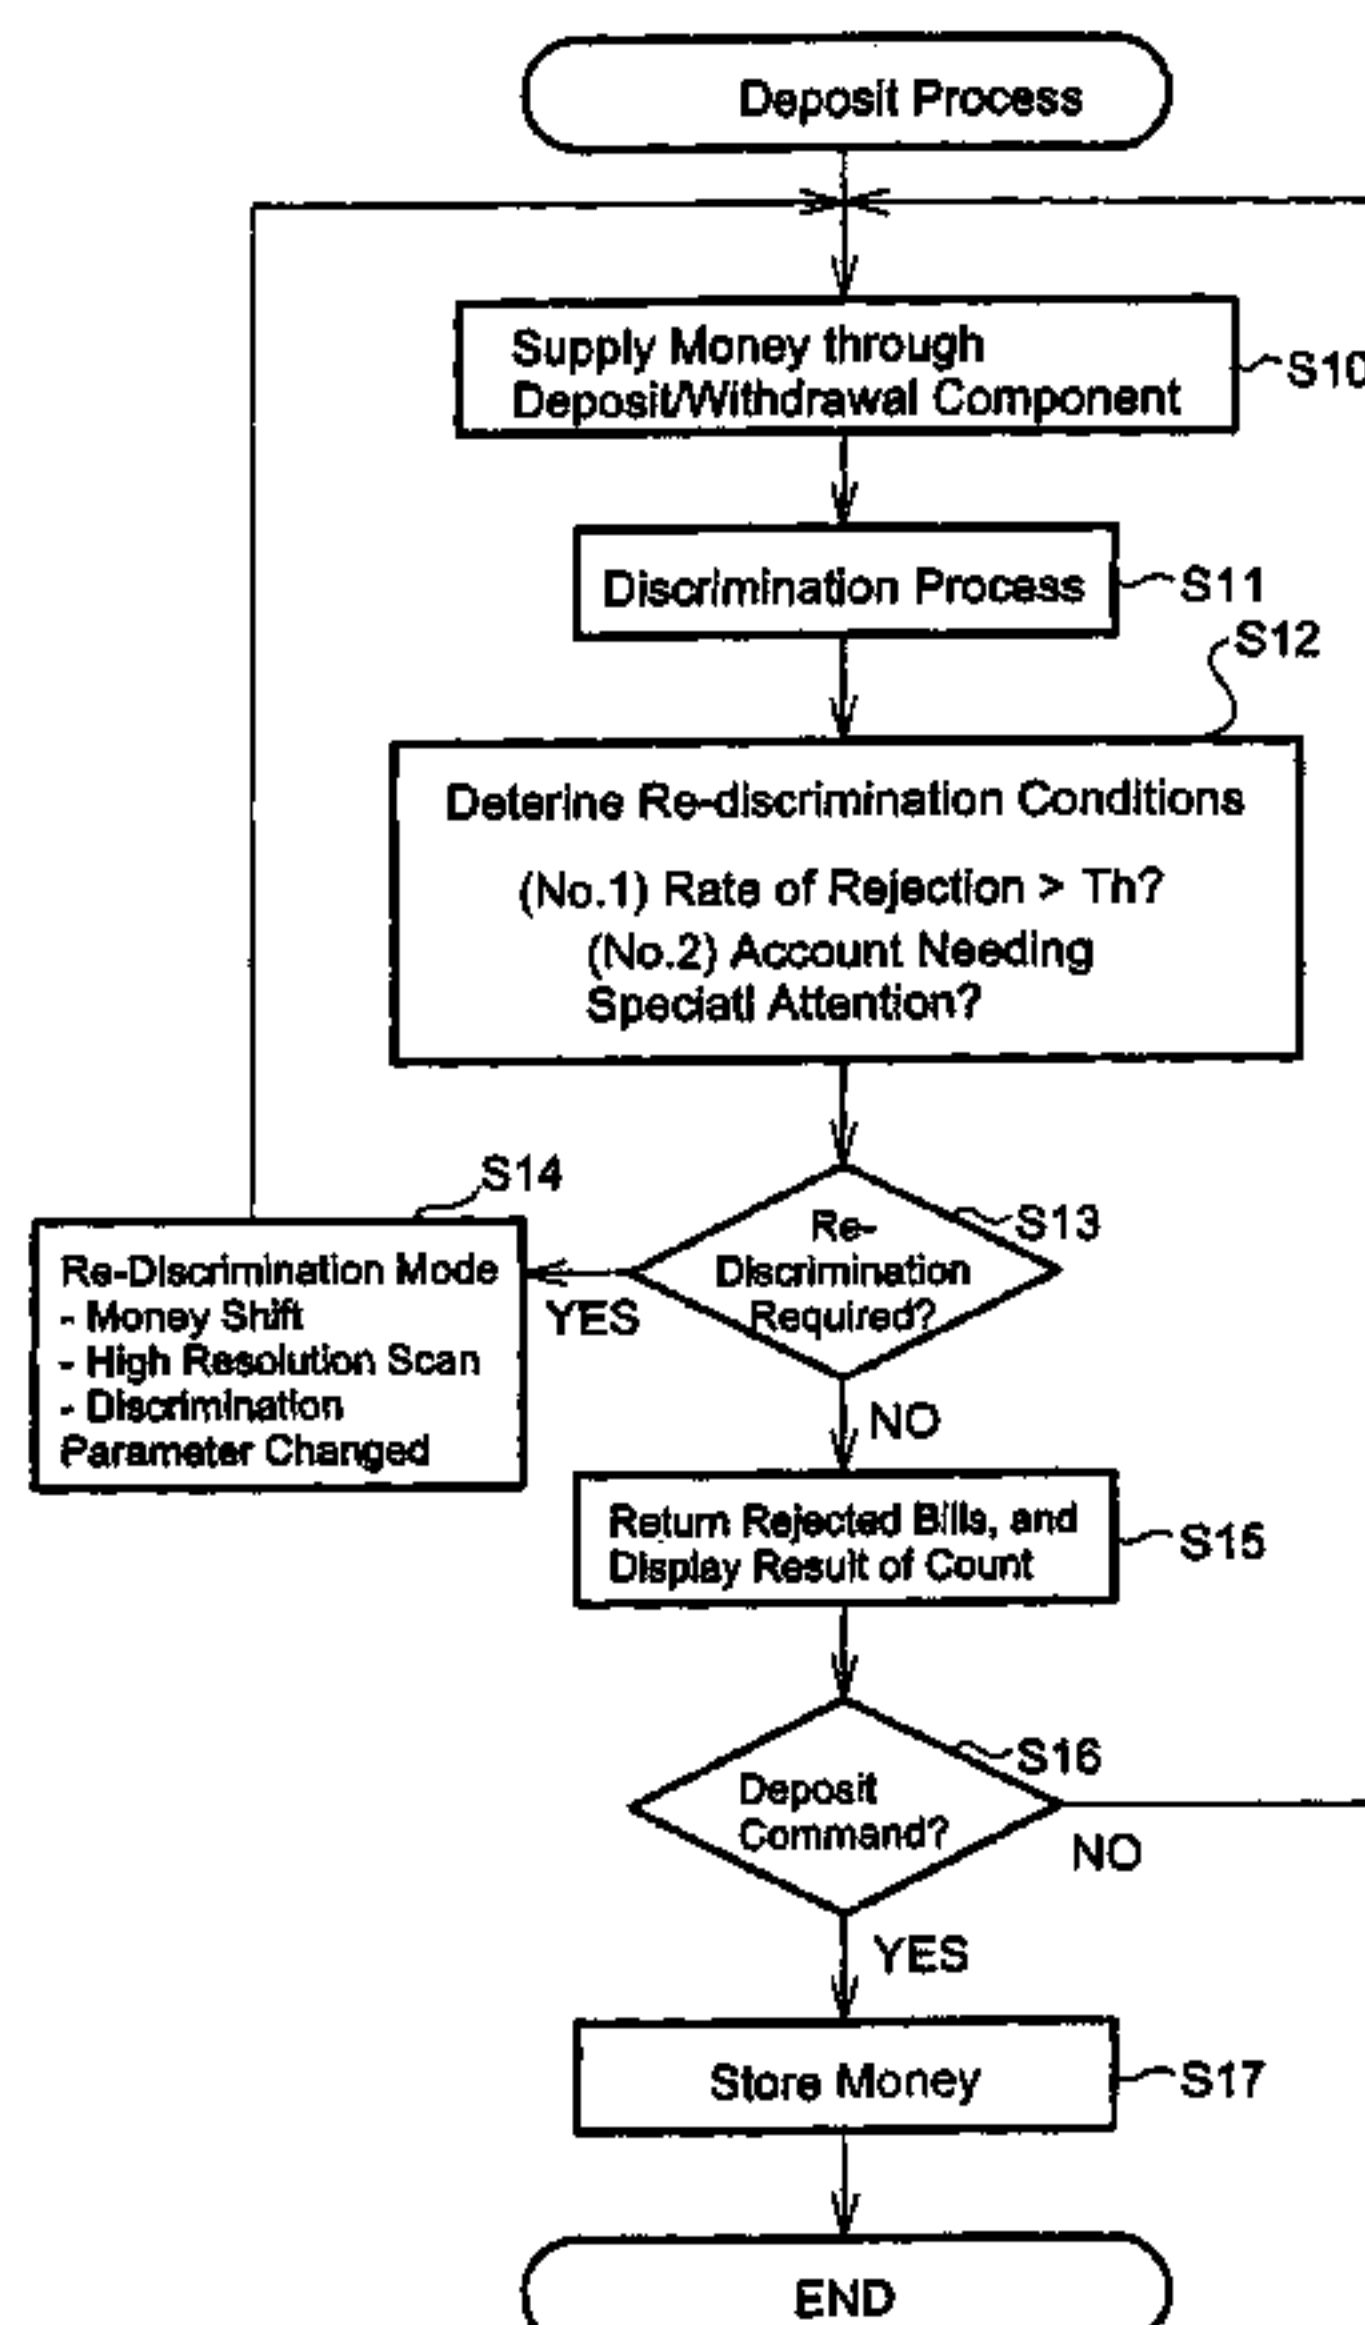 Deposit Process
Supply Money through
Deposit/Withdrawal Component
S10
Discrimination Process
S11
S12
Deterine Re-discrimination Conditions
(No.1) Rate of Rejection > Th?
(No.2) Account Needing
Speciatl Attention?
S14
S13
Re-
Discrimination
Required?
Re-Discrimination Mode
- Money Shift
- High Resolution Scan
- Discrimination
Parameter Changed
YES
NO
Return Rejected Bills, and
Display Result of Count
S15
S16
Deposit
Command?
NO
YES
Store Money
S17
END